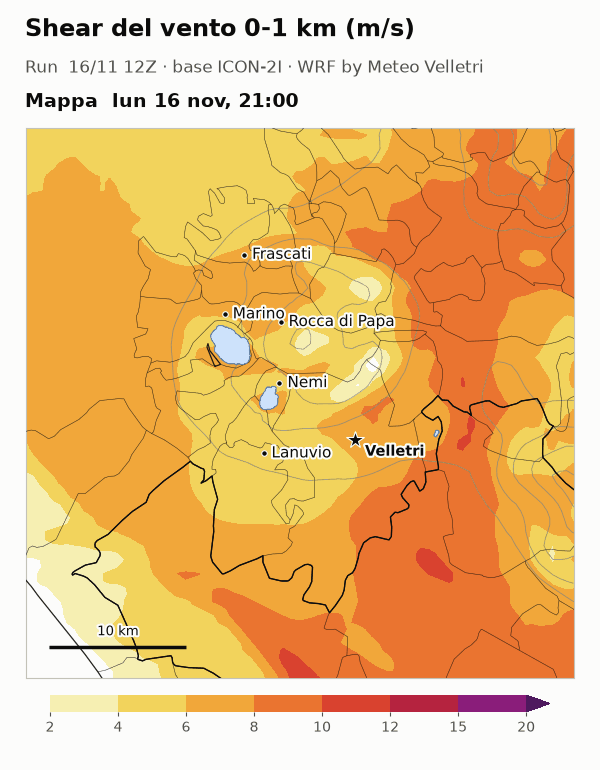 Shear del vento 0-1 km (m/s)
Run  16/11 12Z · base ICON-2I · WRF by Meteo Velletri
Mappa  lun 16 nov, 21:00
Frascati
Marino
Rocca di Papa
Nemi
Velletri
Lanuvio
10 km
2 4 6 8 10 12 15 20